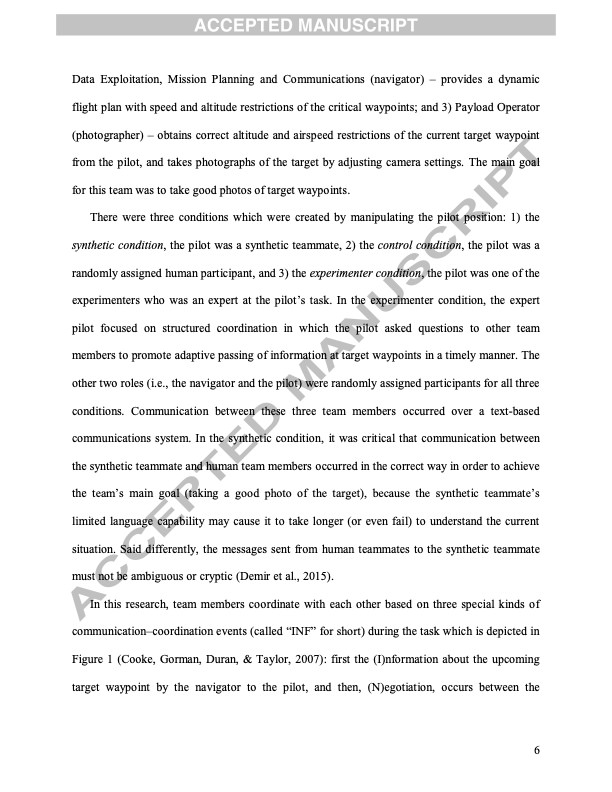 ACCEPTED MANUSCRIPT
Data Exploitation, Mission Planning and Communications (navigator) – provides a dynamic
flight plan with speed and altitude restrictions of the critical waypoints; and 3) Payload Operator
(photographer) – obtains correct altitude and airspeed restrictions of the current target waypoint
from the pilot, and takes photographs of the target by adjusting camera settings. The main goal
for this team was to take good photos of target waypoints.
There were three conditions which were created by manipulating the pilot position: 1) the
synthetic condition, the pilot was a synthetic teammate, 2) the control condition, the pilot was a
randomly assigned human participant, and 3) the experimenter condition, the pilot was one of the
experimenters who was an expert at the pilot’s task. In the experimenter condition, the expert
pilot focused on structured coordination in which the pilot asked questions to other team
members to promote adaptive passing of information at target waypoints in a timely manner. The
other two roles (i.e., the navigator and the pilot) were randomly assigned participants for all three
conditions. Communication between these three team members occurred over a text-based
communications system. In the synthetic condition, it was critical that communication between
the synthetic teammate and human team members occurred in the correct way in order to achieve
the team’s main goal (taking a good photo of the target), because the synthetic teammate’s
limited language capability may cause it to take longer (or even fail) to understand the current
situation. Said differently, the messages sent from human teammates to the synthetic teammate
must not be ambiguous or cryptic (Demir et al., 2015).
In this research, team members coordinate with each other based on three special kinds of
communication–coordination events (called “INF” for short) during the task which is depicted in
Figure 1 (Cooke, Gorman, Duran, & Taylor, 2007): first the (I)nformation about the upcoming
target waypoint by the navigator to the pilot, and then, (N)egotiation, occurs between the
6
ACCEPTED MANUSCRIPT